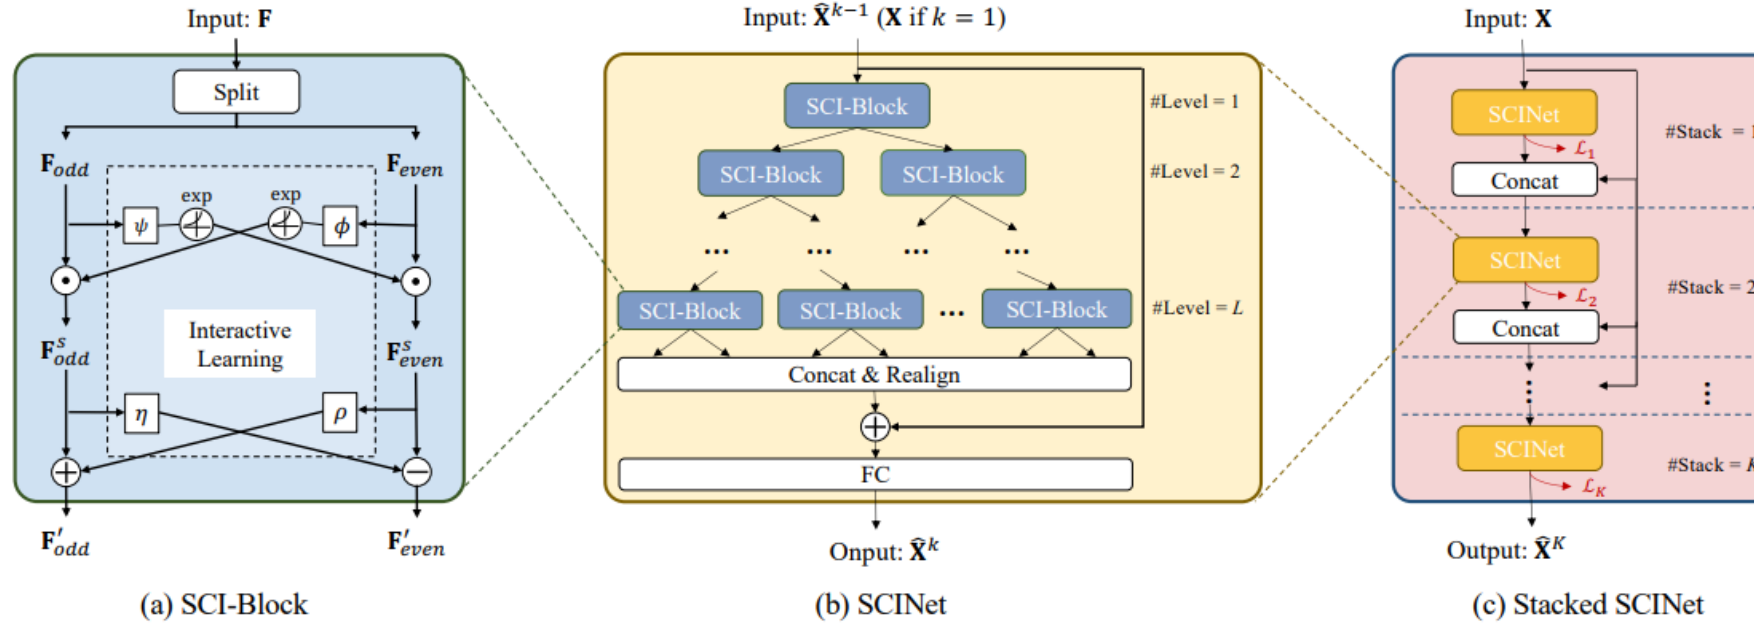 Input: F
Split
F_odd
F_even
exp
exp
ψ
ϕ
Interactive
Learning
F^s_odd
F^s_even
η
ρ
F′_odd
F′_even
(a) SCI-Block
Input: X̂^{k−1} (X if k = 1)
SCI-Block
#Level = 1
SCI-Block
SCI-Block
#Level = 2
... ... ... ...
SCI-Block
SCI-Block
...
SCI-Block
#Level = L
Concat & Realign
+
FC
Onput: X̂^k
(b) SCINet
Input: X
SCINet
#Stack = 1
ℒ_1
Concat
SCINet
ℒ_2
#Stack = 2
Concat
⋮
⋮
SCINet
#Stack = K
ℒ_K
Output: X̂^K
(c) Stacked SCINet